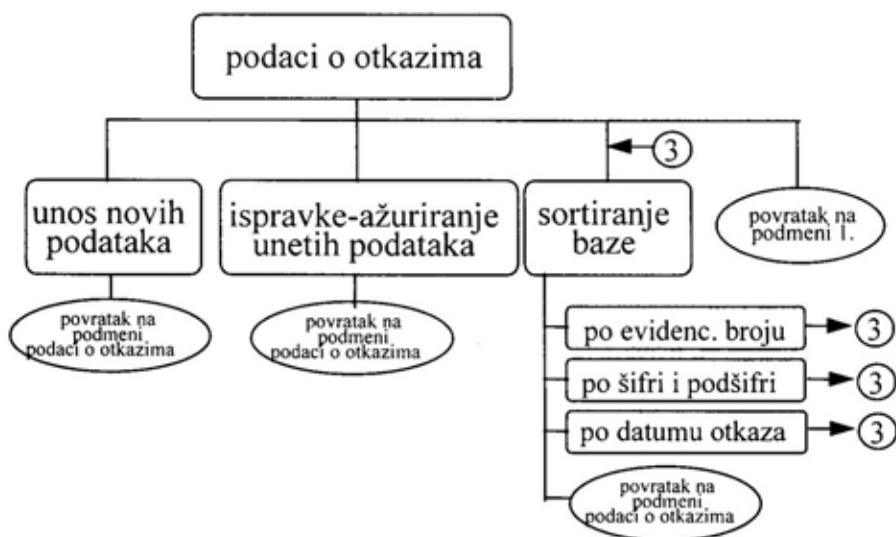 podaci o otkazima
3
unos novih
podataka
ispravke-ažuriranje
unetih podataka
sortiranje
baze
povratak na
podmeni 1.
povratak na
podmeni
podaci o otkazima
povratak na
podmeni
podaci o otkazima
po evidenc. broju
3
po šifri i podšifri
3
po datumu otkaza
3
povratak na
podmeni
podaci o otkazima